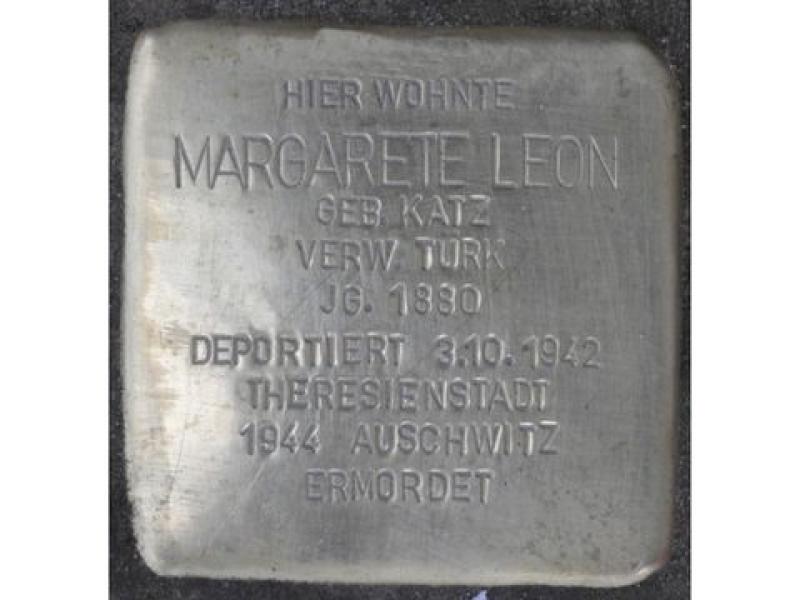 HIER WOHNTE
MARGARETE LEON
GEB. KATZ
VERW. TÜRK
JG. 1880
DEPORTIERT 3.10.1942
THERESIENSTADT
1944 AUSCHWITZ
ERMORDET